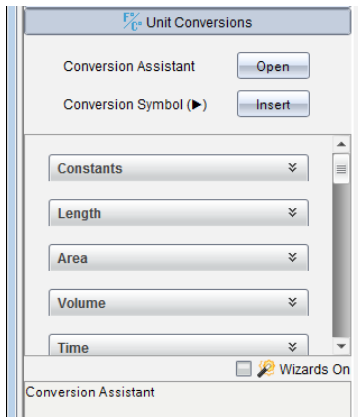 F°/C° Unit Conversions
Conversion Assistant Open
Conversion Symbol (▶) Insert
Constants
Length
Area
Volume
Time
Wizards On
Conversion Assistant